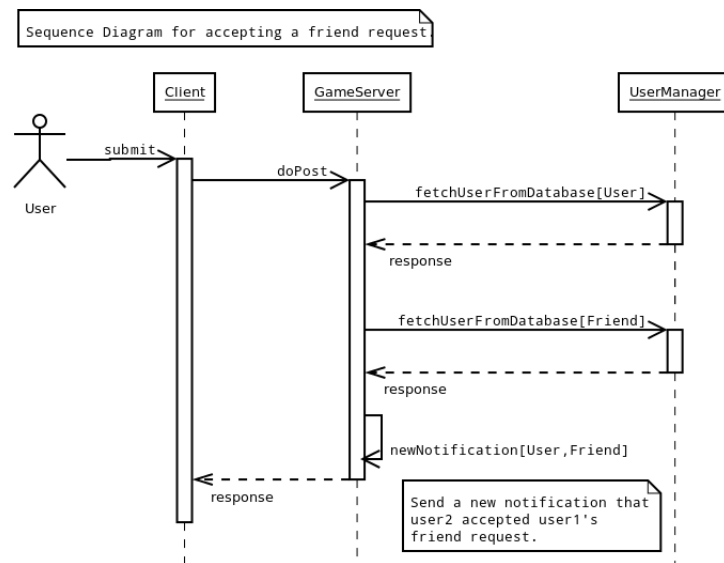 Sequence Diagram for accepting a friend request.
Client
GameServer
UserManager
submit
User
doPost
fetchUserFromDatabase[User]
response
fetchUserFromDatabase[Friend]
response
newNotification[User,Friend]
response
Send a new notification that
user2 accepted user1's
friend request.